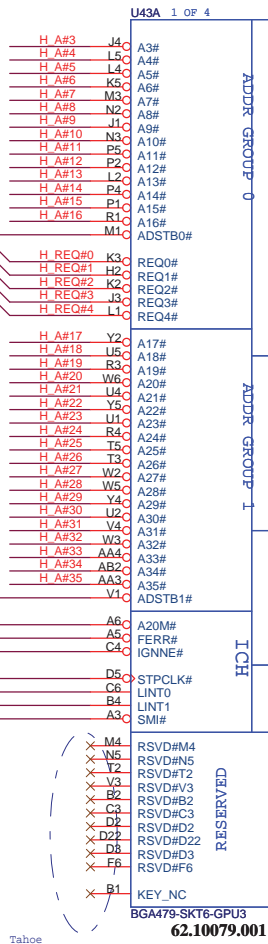 U43A 1 OF 4
H_A#3 J4 A3#
H_A#4 L5 A4#
H_A#5 L4 A5#
H_A#6 K5 A6#
H_A#7 M3 A7#
H_A#8 N2 A8#
H_A#9 J1 A9#
H_A#10 N3 A10#
H_A#11 P5 A11#
H_A#12 P2 A12#
H_A#13 L2 A13#
H_A#14 P4 A14#
H_A#15 P1 A15#
H_A#16 R1 A16#
M1 ADSTB0#
ADDR GROUP 0
H_REQ#0 K3 REQ0#
H_REQ#1 H2 REQ1#
H_REQ#2 K2 REQ2#
H_REQ#3 J3 REQ3#
H_REQ#4 L1 REQ4#
H_A#17 Y2 A17#
H_A#18 U5 A18#
H_A#19 R3 A19#
H_A#20 W6 A20#
H_A#21 U4 A21#
H_A#22 Y5 A22#
H_A#23 U1 A23#
H_A#24 R4 A24#
H_A#25 T5 A25#
H_A#26 T3 A26#
H_A#27 W2 A27#
H_A#28 W5 A28#
H_A#29 Y4 A29#
H_A#30 U2 A30#
H_A#31 V4 A31#
H_A#32 W3 A32#
H_A#33 AA4 A33#
H_A#34 AB2 A34#
H_A#35 AA3 A35#
V1 ADSTB1#
ADDR GROUP 1
A6 A20M#
A5 FERR#
C4 IGNNE#
D5 STPCLK#
C6 LINT0
B4 LINT1
A3 SMI#
ICH
M4 RSVD#M4
N5 RSVD#N5
T2 RSVD#T2
V3 RSVD#V3
B2 RSVD#B2
C3 RSVD#C3
D2 RSVD#D2
D22 RSVD#D22
D3 RSVD#D3
F6 RSVD#F6
B1 KEY_NC
RESERVED
BGA479-SKT6-GPU3
62.10079.001
Tahoe